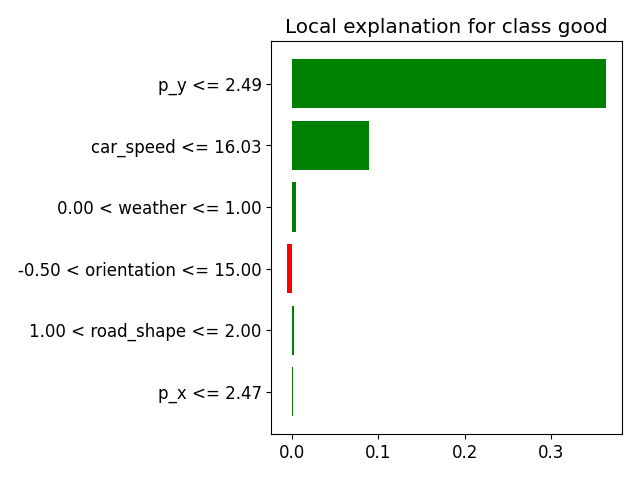 Local explanation for class good
p_y <= 2.49
car_speed <= 16.03
0.00 < weather <= 1.00
-0.50 < orientation <= 15.00
1.00 < road_shape <= 2.00
p_x <= 2.47
0.0 0.1 0.2 0.3